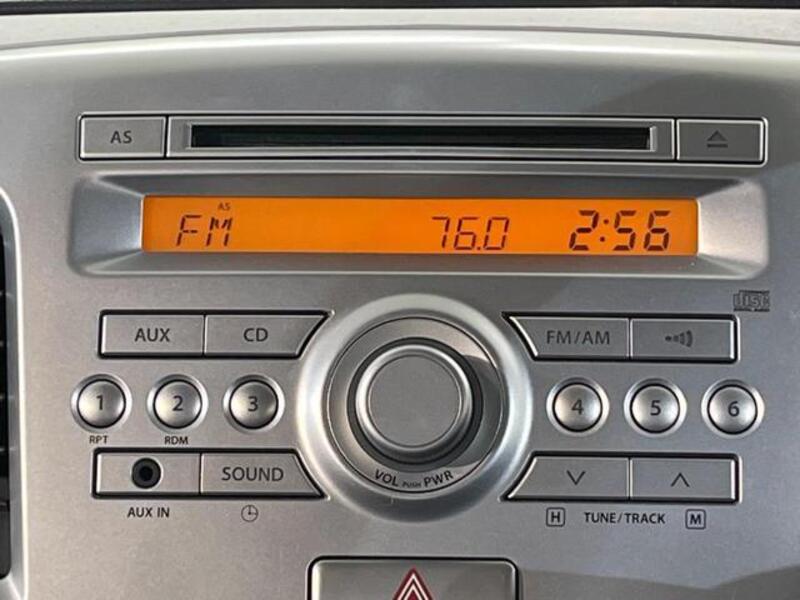 AS
AS
FM 76.0 2:56
disc
AUX CD FM/AM
1 2 3 4 5 6
RPT RDM
SOUND
VOL PUSH PWR
AUX IN
H TUNE/TRACK M